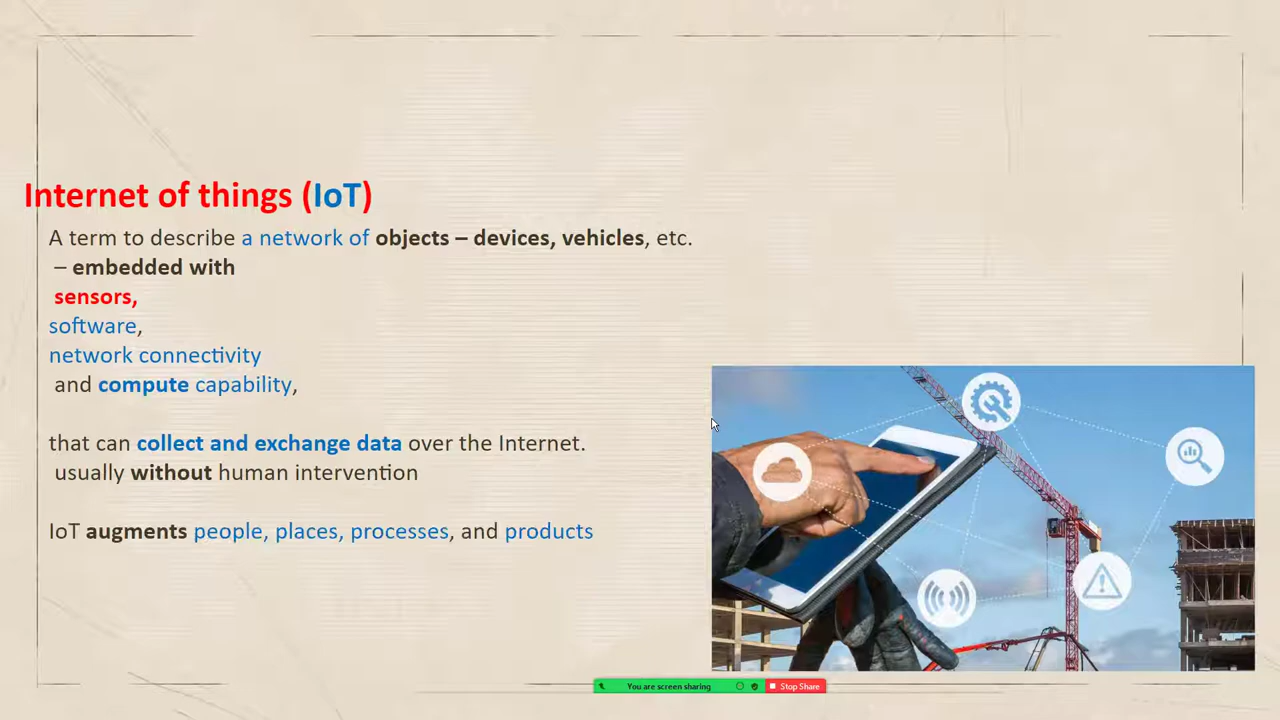 Internet of things (IoT)
A term to describe a network of objects – devices, vehicles, etc.
– embedded with
sensors,
software,
network connectivity
and compute capability,
that can collect and exchange data over the Internet.
usually without human intervention
IoT augments people, places, processes, and products
You are screen sharing
Stop Share